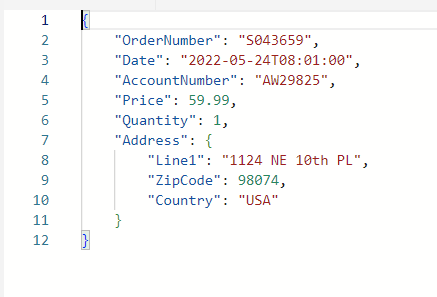 1 {
2     "OrderNumber": "S043659",
3     "Date": "2022-05-24T08:01:00",
4     "AccountNumber": "AW29825",
5     "Price": 59.99,
6     "Quantity": 1,
7     "Address": {
8         "Line1": "1124 NE 10th PL",
9         "ZipCode": 98074,
10         "Country": "USA"
11     }
12 }